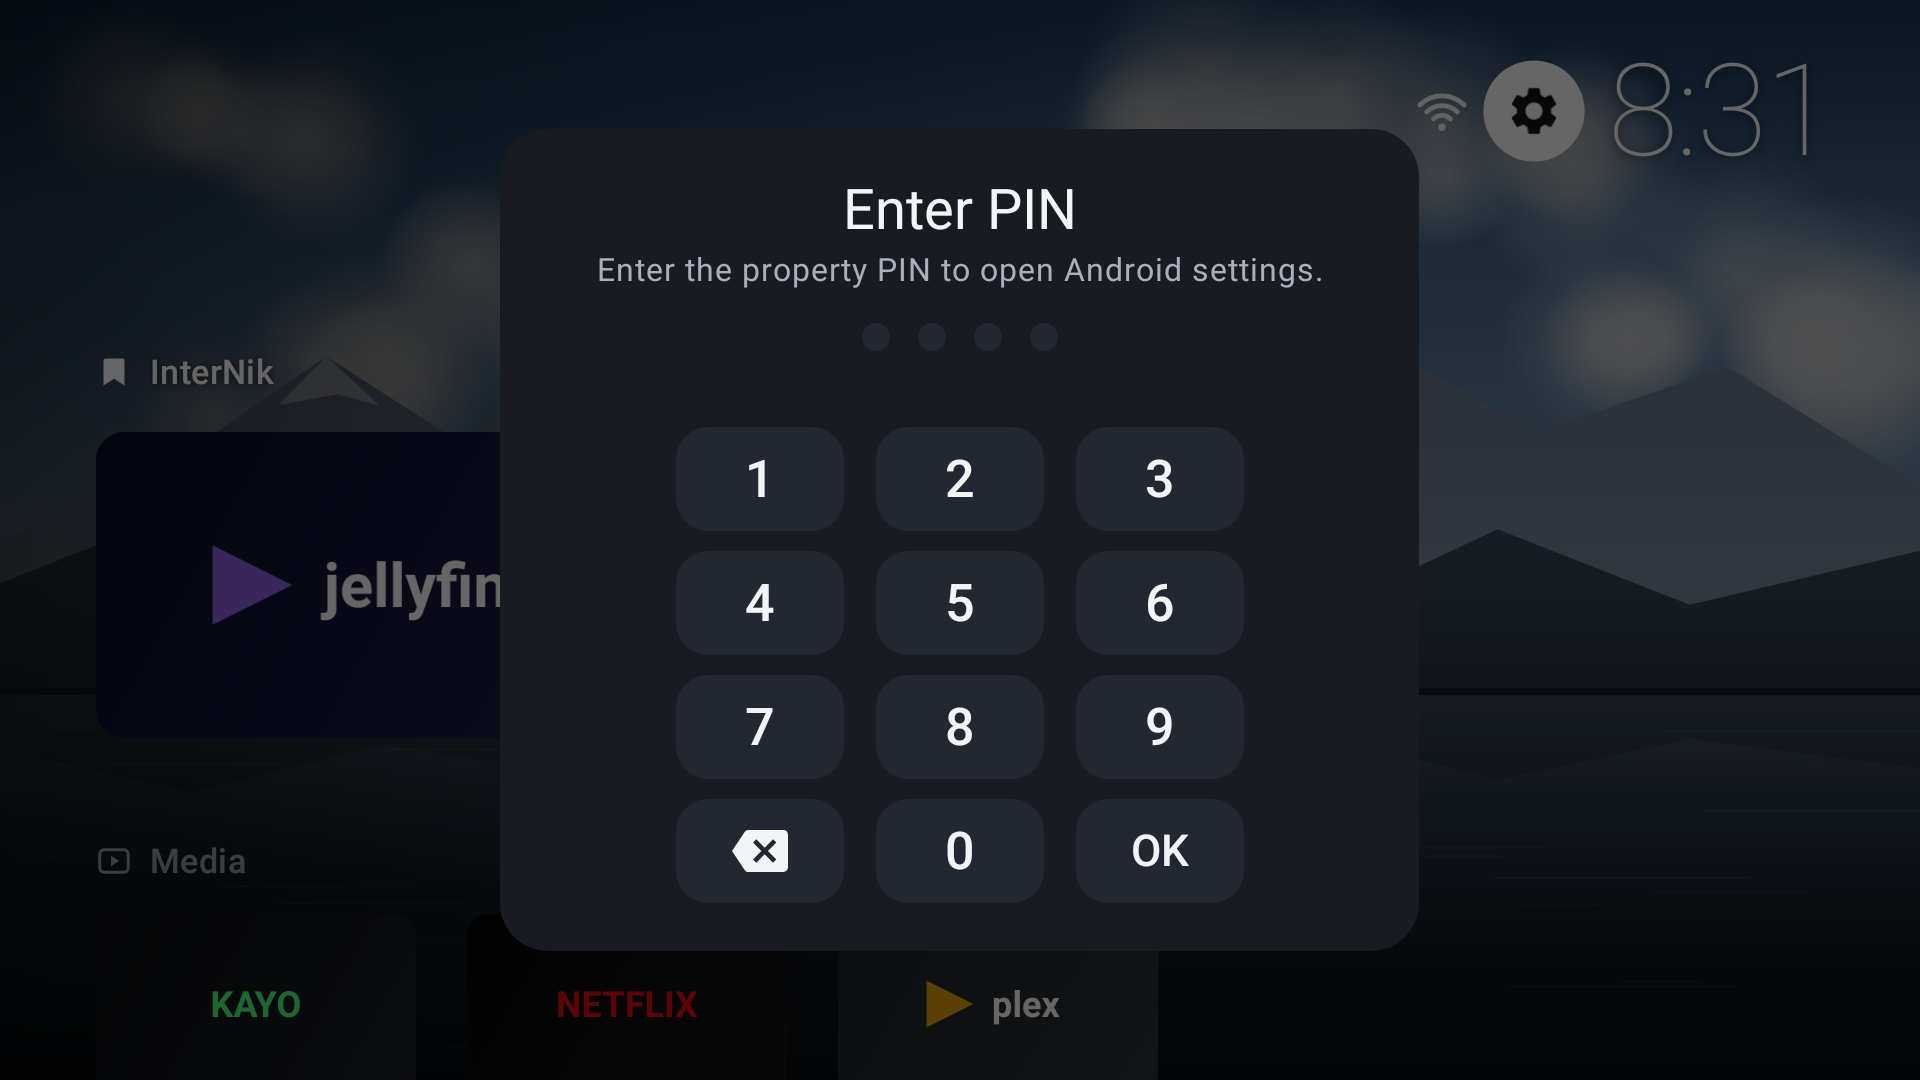 8:31
Enter PIN
Enter the property PIN to open Android settings.
InterNik
jellyfin
1 2 3
4 5 6
7 8 9
0 OK
Media
KAYO NETFLIX plex